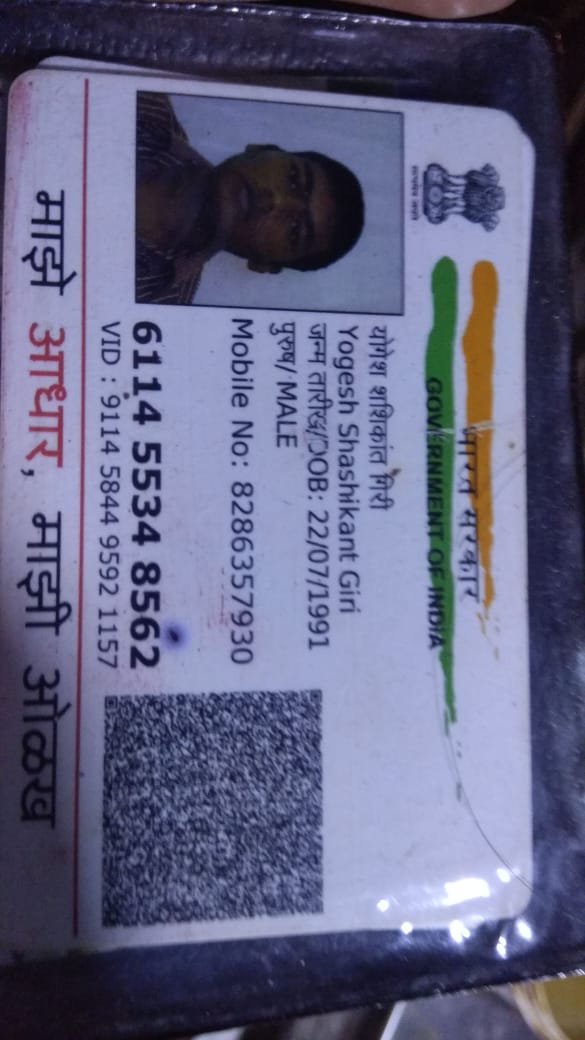 भारत सरकार
GOVERNMENT OF INDIA
योगेश शशिकांत गिरी
Yogesh Shashikant Giri
जन्म तारीख/DOB: 22/07/1991
पुरुष/ MALE
Mobile No: 8286357930
6114 5534 8562
VID : 9114 5844 9592 1157
माझे आधार, माझी ओळख